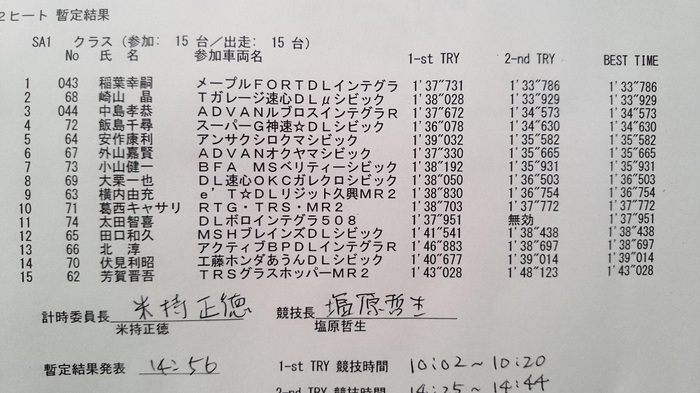 2ヒート 暫定結果
SA1 クラス (参加: 15 台/出走: 15 台)
No 氏 名 参加車両名 1-st TRY 2-nd TRY BEST TIME
1 043 稲葉幸嗣 メープルFORTDLインテグラ 1'37"731 1'33"786 1'33"786
2 68 崎山 晶 Tガレージ速心DLμシビック 1'38"028 1'33"929 1'33"929
3 044 中島孝恭 ADVANルブロスインテグラR 1'37"672 1'34"573 1'34"573
4 72 飯島千尋 スーパーG神速☆DLシビック 1'36"078 1'34"630 1'34"630
5 64 安作康利 アンサクシロクマシビック 1'39"032 1'35"582 1'35"582
6 67 外山嘉賢 ADVANオクヤマシビック 1'37"330 1'35"665 1'35"665
7 73 小山健一 BFA MSベリティーシビック 1'38"192 1'35"931 1'35"931
8 69 大栗一也 DL速心OKCガレクロシビック 1'38"050 1'36"503 1'36"503
9 63 横内由充 e'T☆DLリジット久興MR2 1'38"830 1'36"754 1'36"754
10 71 葛西キャサリ RTG・TRS・MR2 1'38"703 1'37"772 1'37"772
11 74 太田智喜 DLボロインテグラ508 1'37"951 無効 1'37"951
12 65 田口和久 MSHブレインズDLシビック 1'41"541 1'38"438 1'38"438
13 66 北 淳 アクティブBPDLインテグラR 1'46"883 1'38"697 1'38"697
14 70 伏見利昭 工藤ホンダあうんDLシビック 1'40"677 1'39"014 1'39"014
15 62 芳賀晋吾 TRSグラスホッパーMR2 1'43"028 1'48"123 1'43"028
計時委員長 米持正徳 競技長 塩原哲生
米持正徳 塩原哲生
暫定結果発表 14:56 1-st TRY 競技時間 10:02～10:20
2-nd TRY 競技時間 14:25～14:44